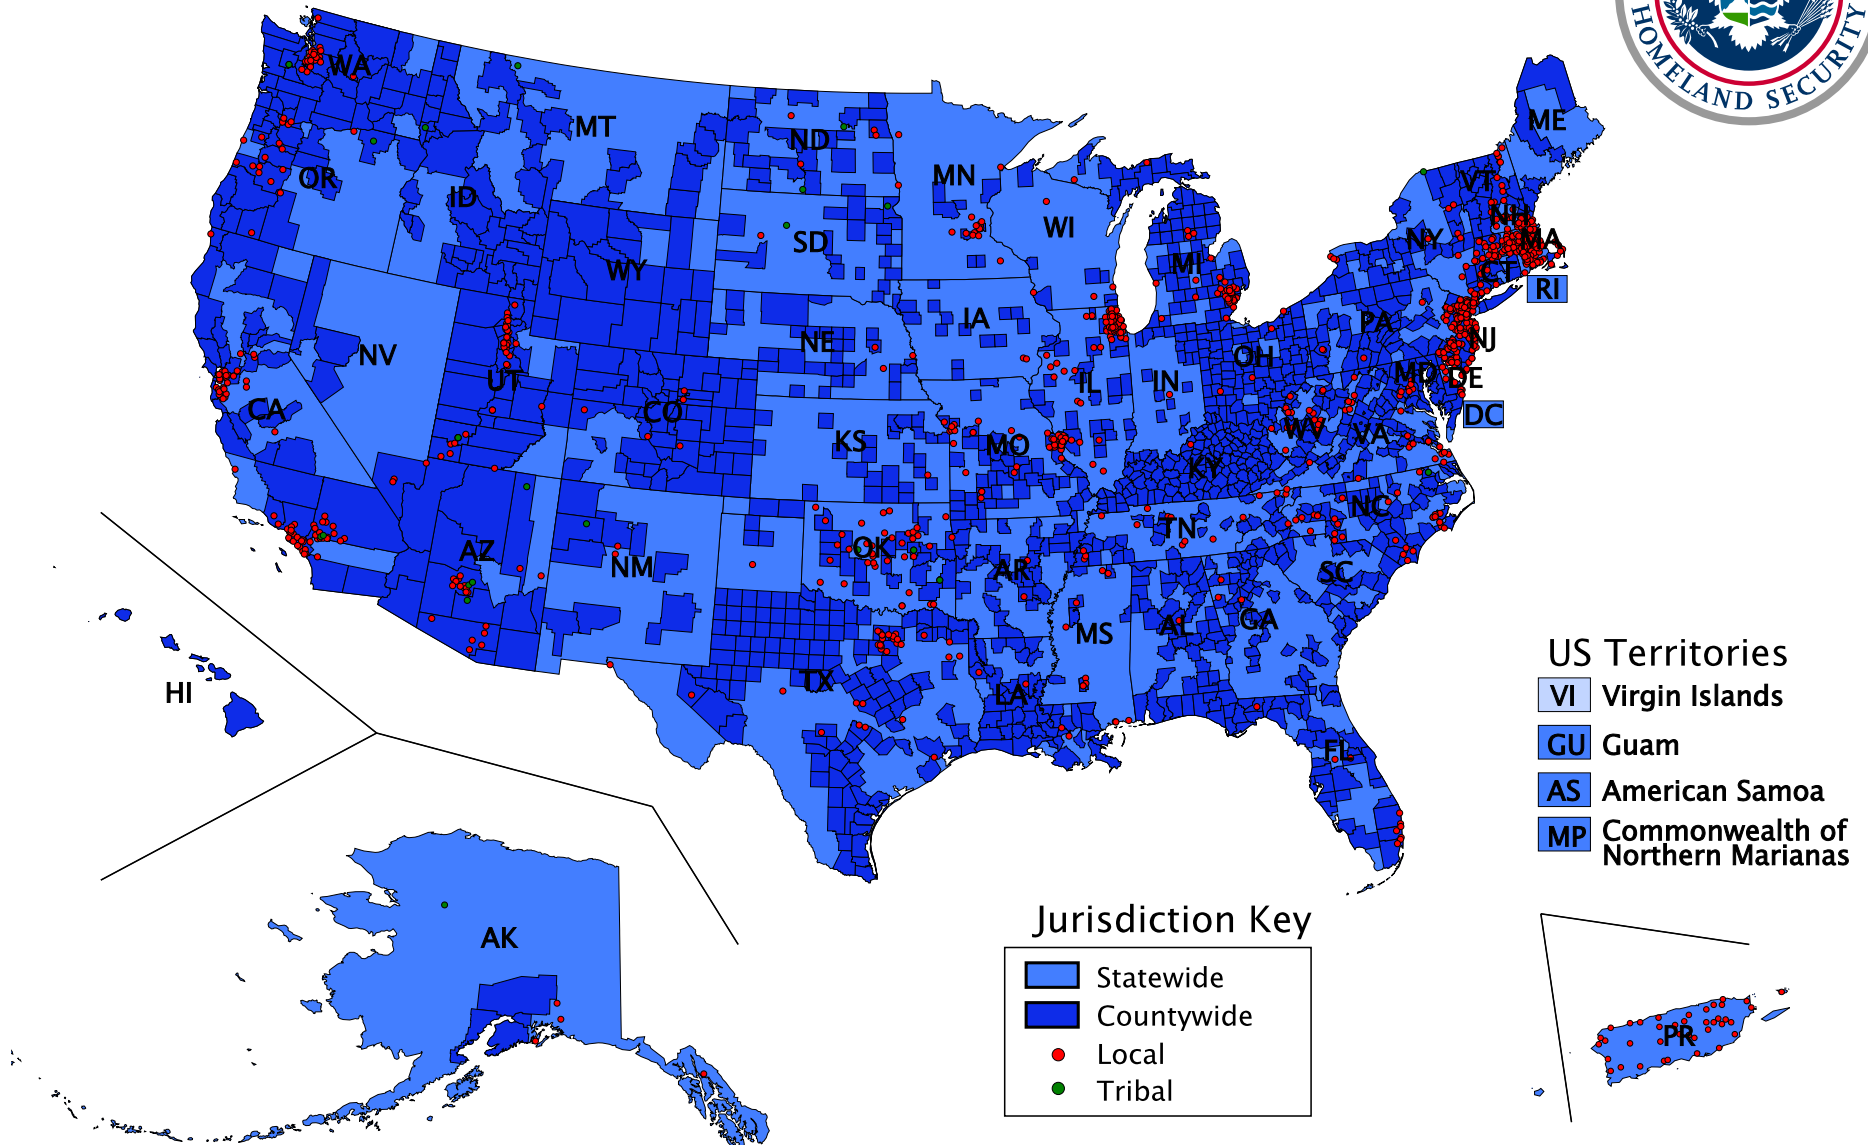 HOMELAND SECURITY
WA
MT
ND
MN
ME
OR
ID
SD
WI
MI
VT
NH
NY
MA
CT
RI
WY
NE
IA
PA
NJ
NV
UT
CO
IL
IN
OH
MD
DE
DC
CA
KS
MO
KY
WV
VA
AZ
NM
OK
AR
TN
NC
SC
MS
AL
GA
TX
LA
FL
HI
AK
US Territories
VI Virgin Islands
GU Guam
AS American Samoa
MP Commonwealth of
Northern Marianas
Jurisdiction Key
Statewide
Countywide
Local
Tribal
PR